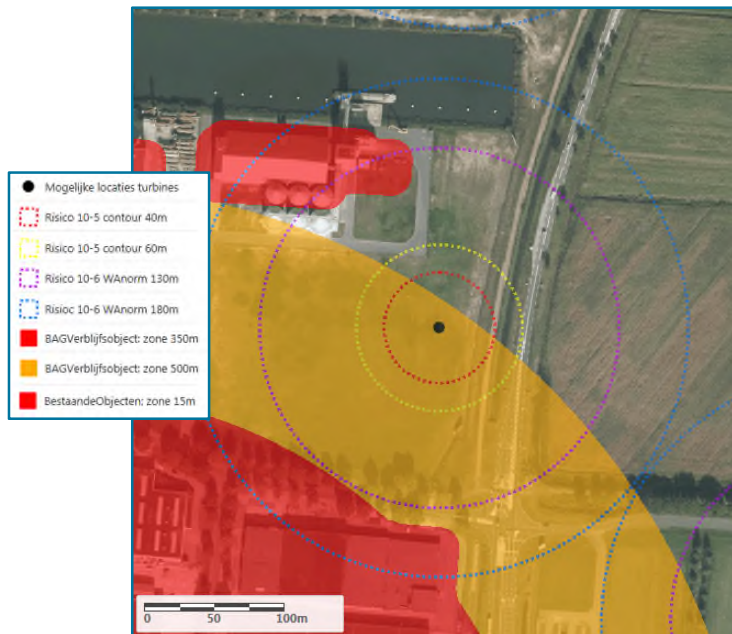 Mogelijke locaties turbines
Risico 10-5 contour 40m
Risico 10-5 contour 60m
Risico 10-6 WAnorm 130m
Risioc 10-6 WAnorm 180m
BAGVerblijfsobject: zone 350m
BAGVerblijfsobject: zone 500m
BestaandeObjecten; zone 15m
0 50 100m